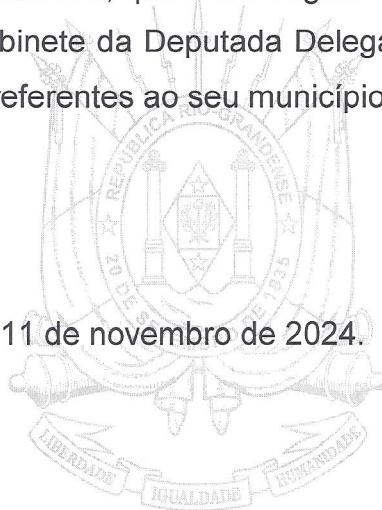 binete da Deputada Delega
referentes ao seu município
REPÚBLICA RIO-GRANDENSE
20 DE SETEMBRO DE 1835
11 de novembro de 2024.
LIBERDADE
IGUALDADE
HUMANIDADE